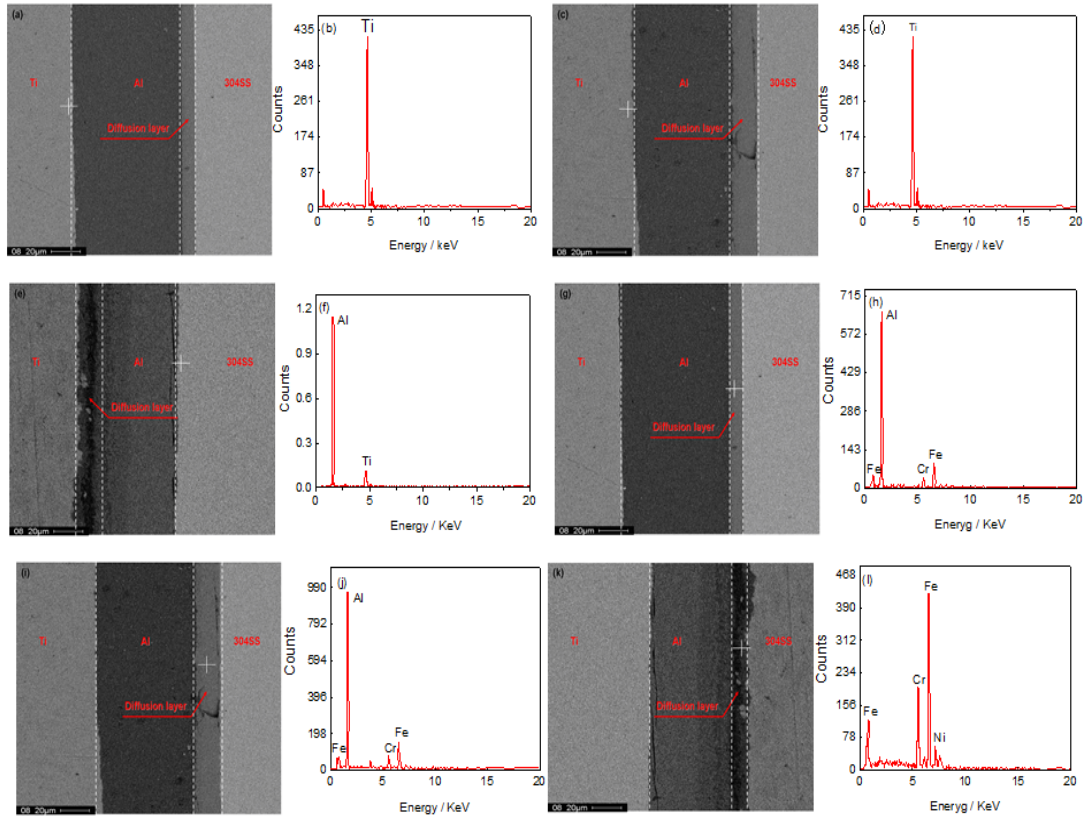 (a)
Ti
Al
304SS
Diffusion layer
08 20μm
(b)
Ti
435
348
261
174
87
0
Counts
0 5 10 15 20
Energy / keV
(c)
Ti
Al
304SS
Diffusion layer
08 20μm
(d)
Ti
435
348
261
174
87
0
Counts
0 5 10 15 20
Energy / keV
(e)
Ti
Al
304SS
Diffusion layer
08 20μm
(f)
Al
Ti
1.2
0.9
0.6
0.3
0.0
Counts
0 5 10 15 20
Energy / KeV
(g)
Ti
Al
304SS
Diffusion layer
08 20μm
(h)
Al
Fe
Cr
Fe
715
572
429
286
143
0
Counts
0 5 10 15 20
Eneryg / KeV
(i)
Ti
Al
304SS
Diffusion layer
08 20μm
(j)
Al
Fe
Cr
Fe
990
792
594
396
198
0
Counts
0 5 10 15 20
Energy / KeV
(k)
Ti
Al
304SS
Diffusion layer
08 20μm
(l)
Fe
Cr
Fe
Ni
468
390
312
234
156
78
0
Counts
0 5 10 15 20
Eneryg / KeV